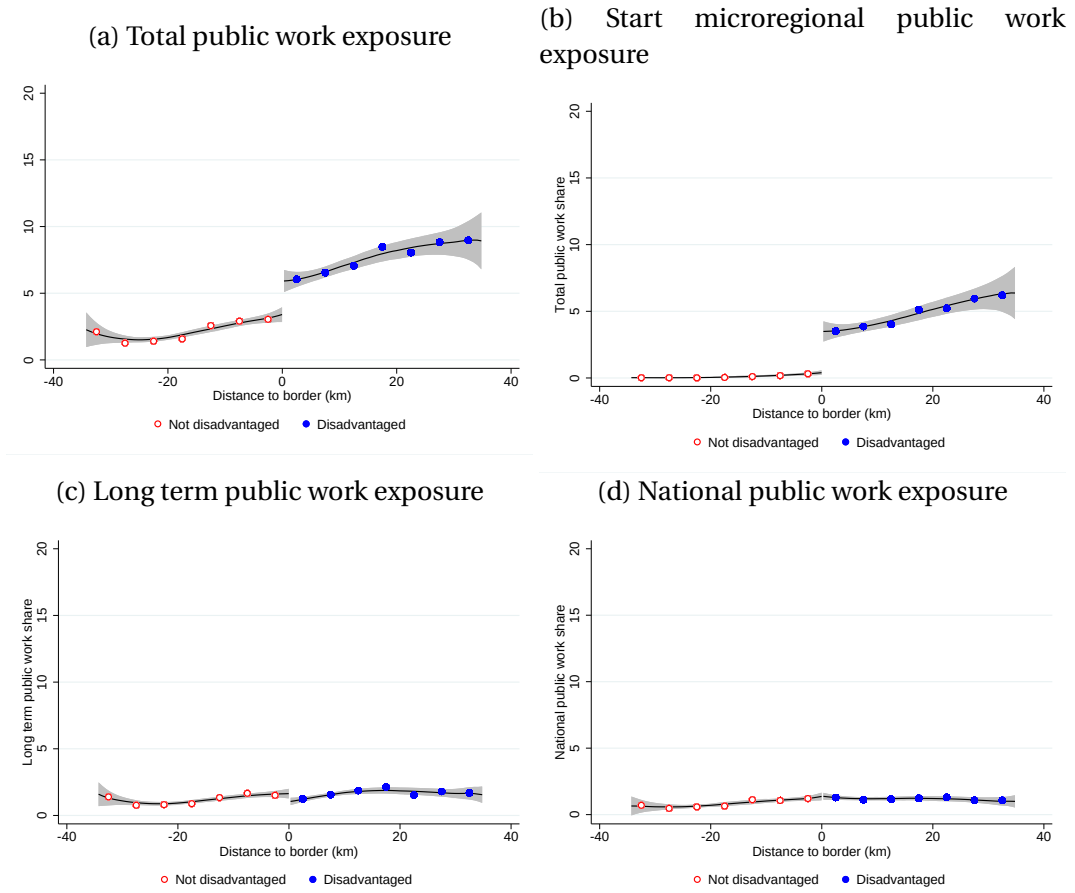 (a) Total public work exposure
20
15
10
5
0
-40 -20 0 20 40
Distance to border (km)
Not disadvantaged Disadvantaged
(b) Start microregional public work
exposure
Total public work share
20
15
10
5
0
-40 -20 0 20 40
Distance to border (km)
Not disadvantaged Disadvantaged
(c) Long term public work exposure
Long term public work share
20
15
10
5
0
-40 -20 0 20 40
Distance to border (km)
Not disadvantaged Disadvantaged
(d) National public work exposure
National public work share
20
15
10
5
0
-40 -20 0 20 40
Distance to border (km)
Not disadvantaged Disadvantaged